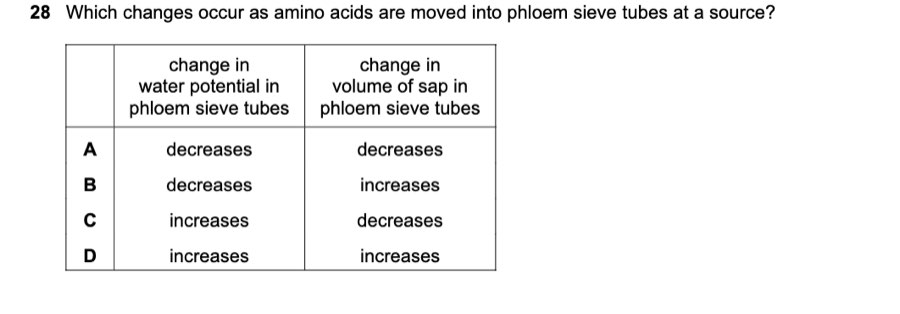 28 Which changes occur as amino acids are moved into phloem sieve tubes at a source?
change in water potential in phloem sieve tubes | change in volume of sap in phloem sieve tubes
A decreases decreases
B decreases increases
C increases decreases
D increases increases